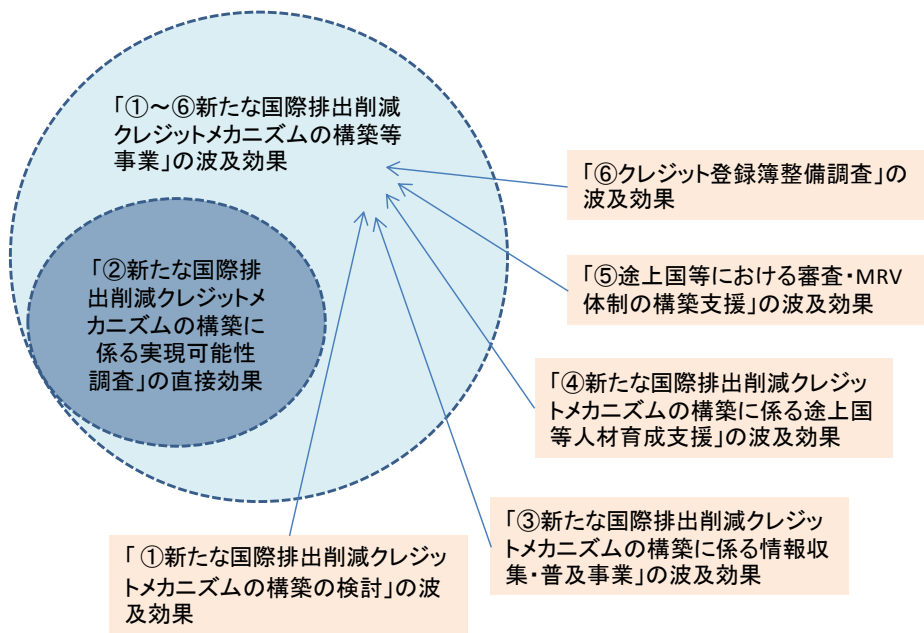 「①～⑥新たな国際排出削減
クレジットメカニズムの構築等
事業」の波及効果
「②新たな国際排
出削減クレジットメ
カニズムの構築に
係る実現可能性
調査」の直接効果
「⑥クレジット登録簿整備調査」の
波及効果
「⑤途上国等における審査・MRV
体制の構築支援」の波及効果
「④新たな国際排出削減クレジッ
トメカニズムの構築に係る途上国
等人材育成支援」の波及効果
「③新たな国際排出削減クレジッ
トメカニズムの構築に係る情報収
集・普及事業」の波及効果
「 ①新たな国際排出削減クレジッ
トメカニズムの構築の検討」の波
及効果